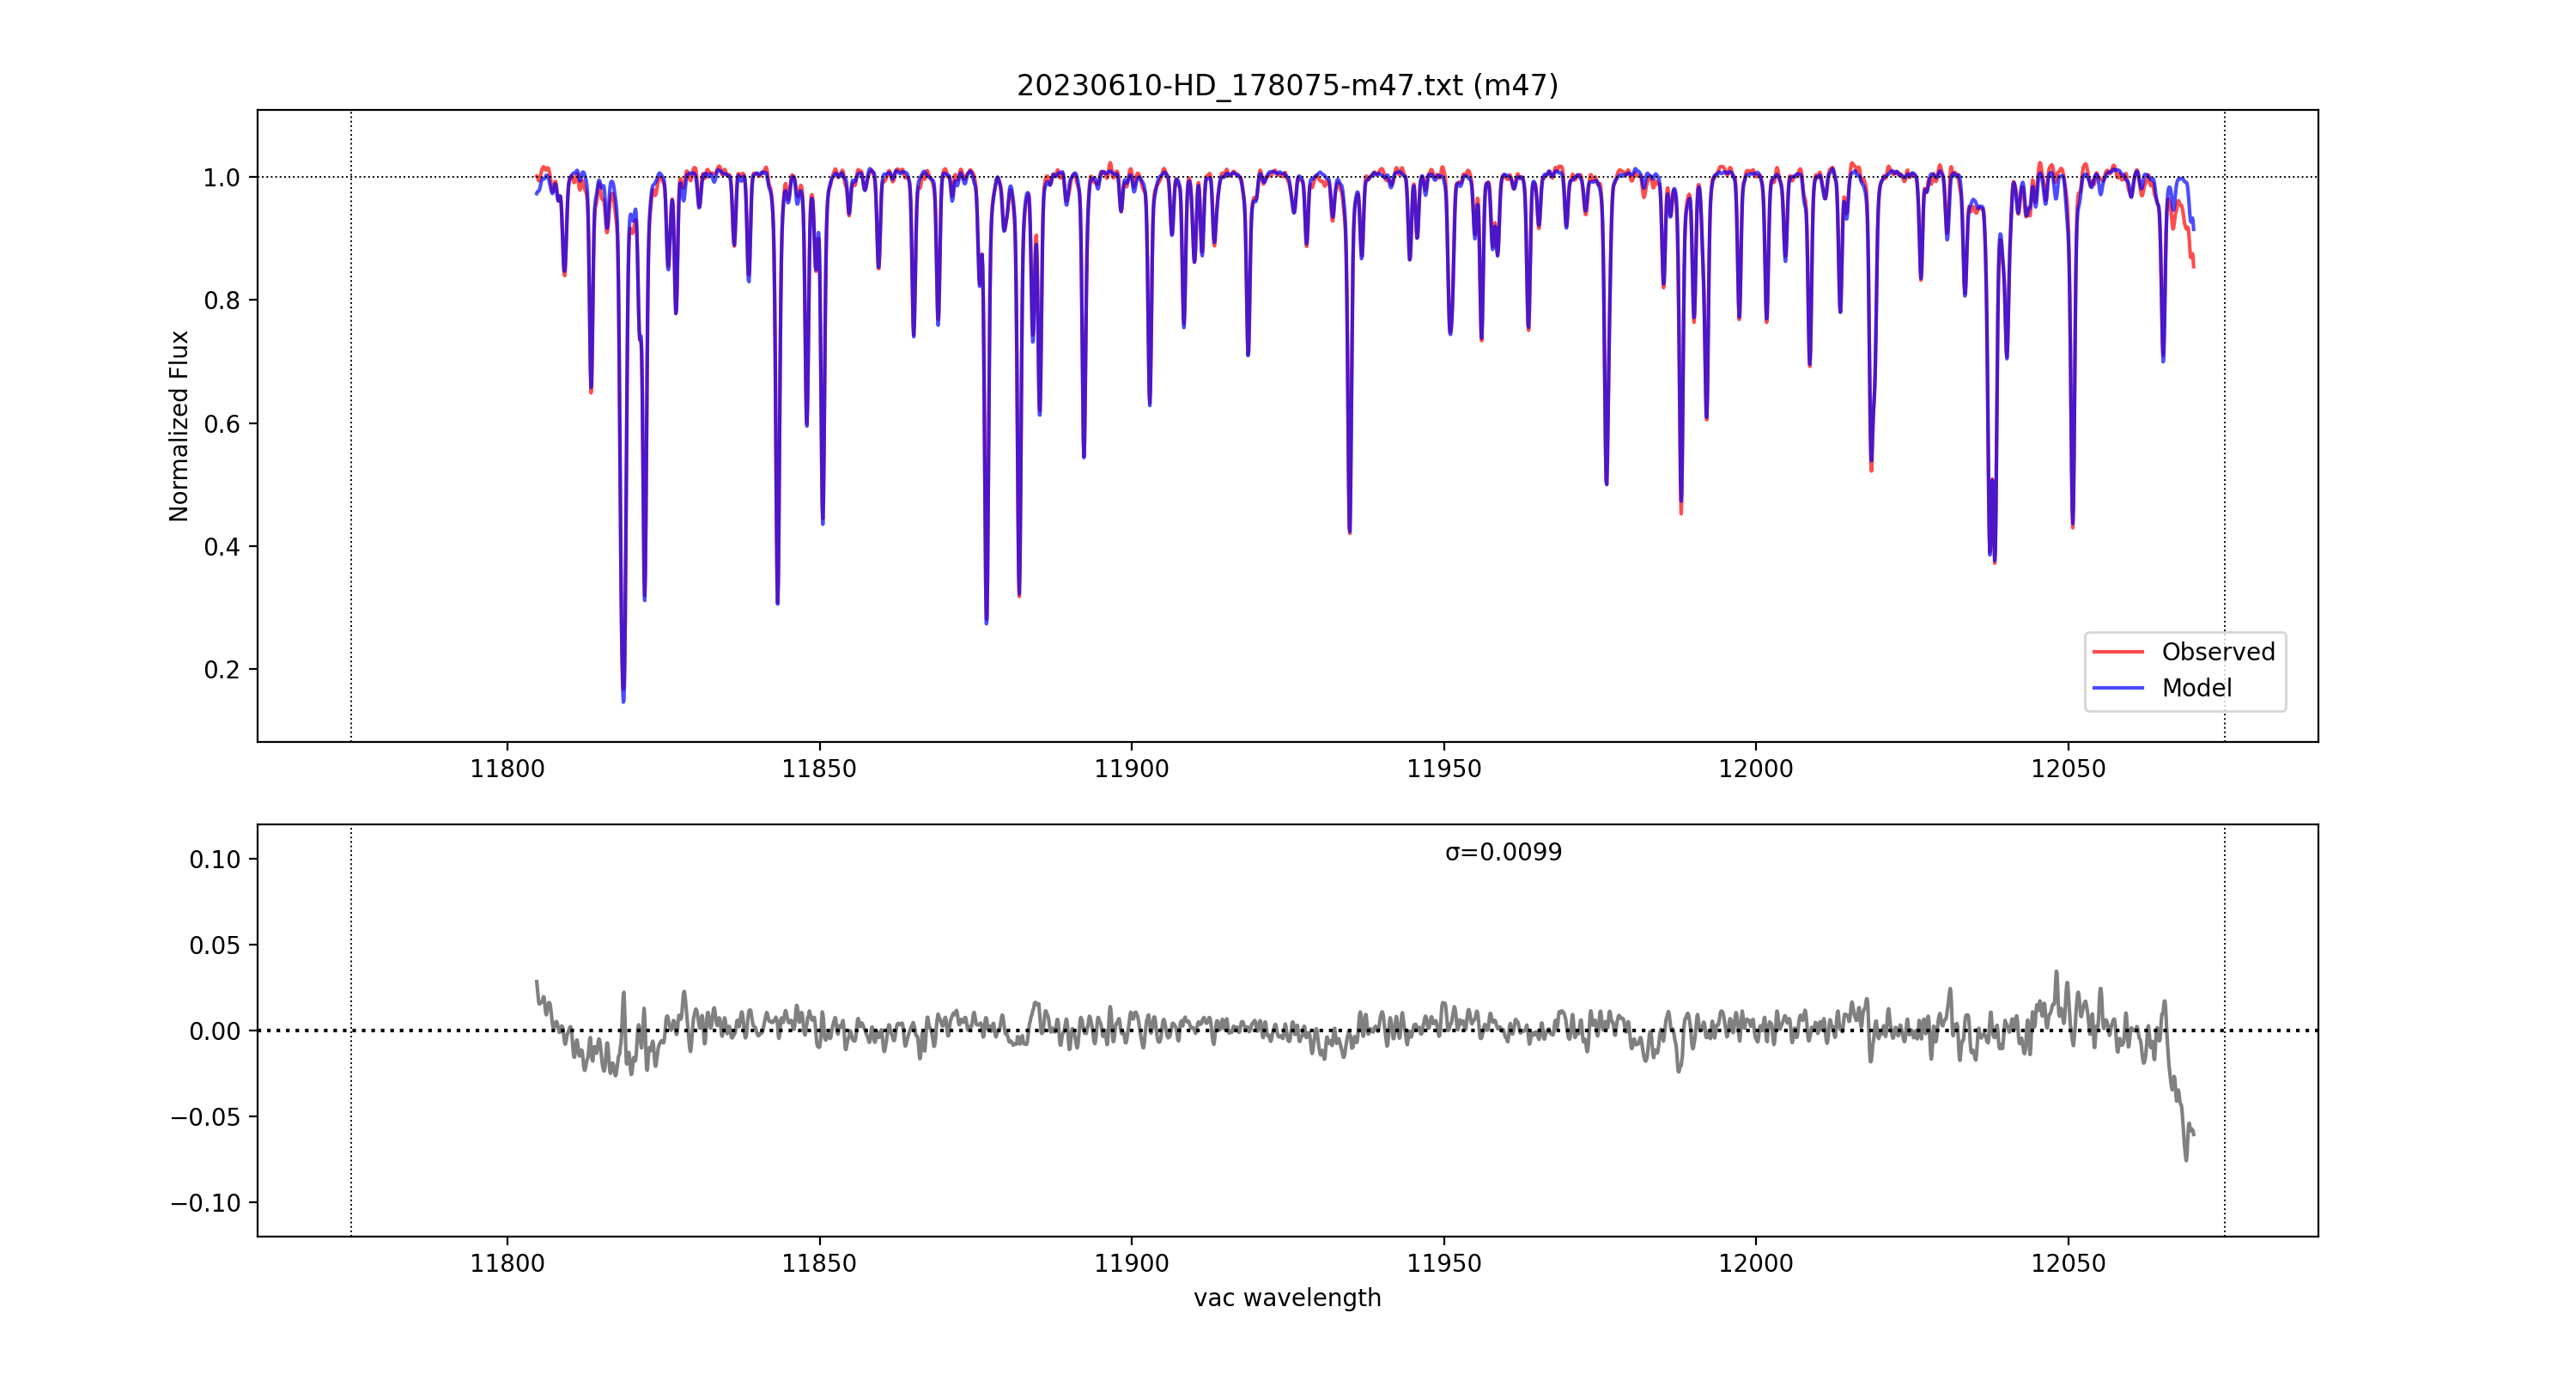 20230610-HD_178075-m47.txt (m47)
Normalized Flux
1.0
0.8
0.6
0.4
0.2
Observed
Model
11800 11850 11900 11950 12000 12050
σ=0.0099
0.10
0.05
0.00
−0.05
−0.10
11800 11850 11900 11950 12000 12050
vac wavelength